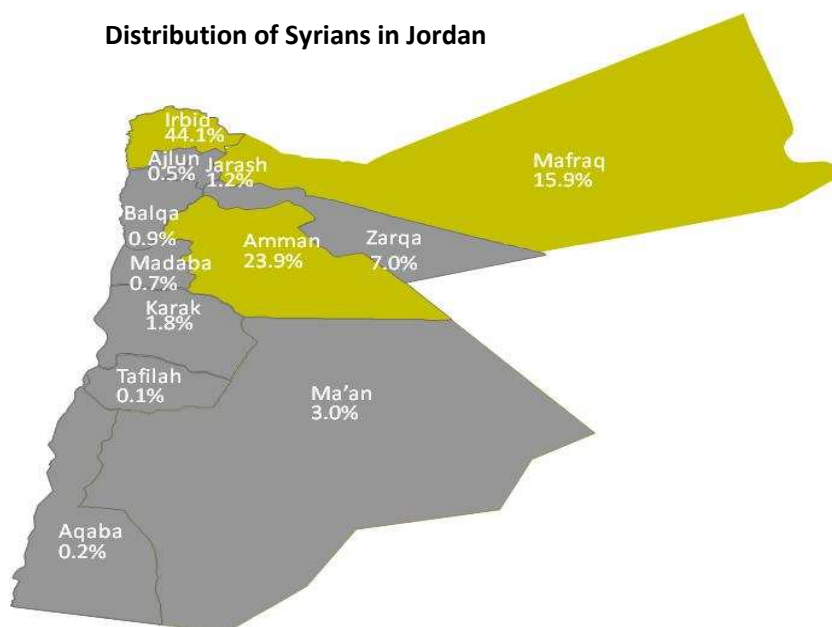 Distribution of Syrians in Jordan
Irbid
44.1%
Ajlun
0.5%
Jarash
1.2%
Mafraq
15.9%
Balqa
0.9%
Amman
23.9%
Zarqa
7.0%
Madaba
0.7%
Karak
1.8%
Tafilah
0.1%
Ma’an
3.0%
Aqaba
0.2%